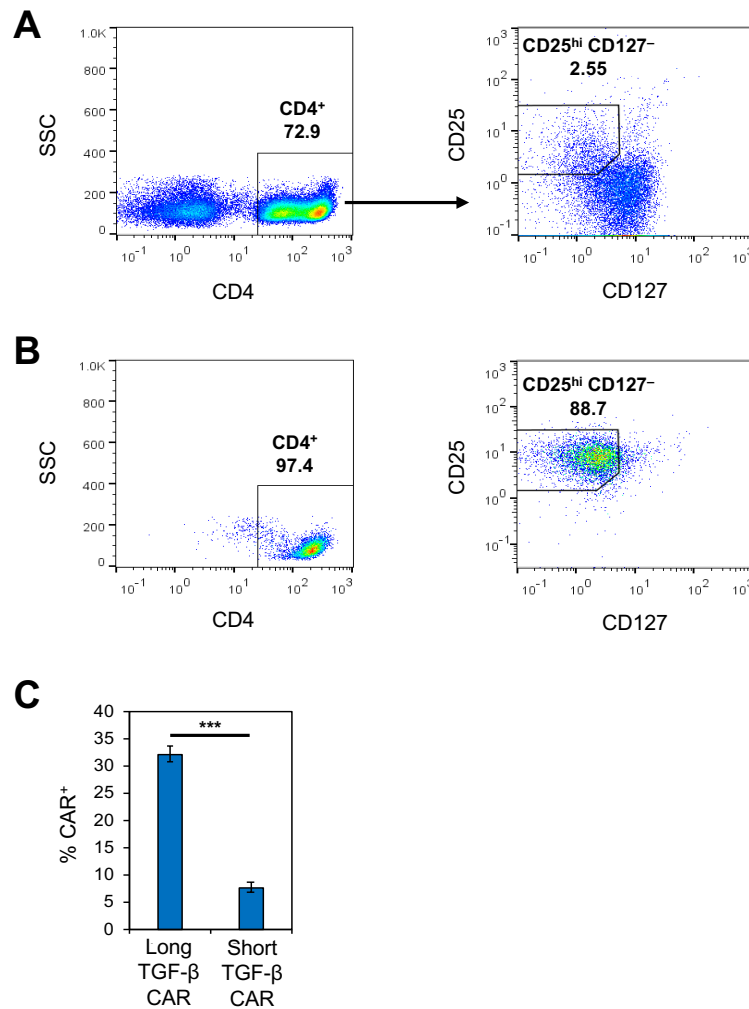 A
1.0K
800
600
400
200
0
SSC
CD4⁺
72.9
10⁻¹ 10⁰ 10¹ 10² 10³
CD4
10³
10²
10¹
10⁰
10⁻¹
CD25
CD25ʰⁱ CD127⁻
2.55
10⁻¹ 10⁰ 10¹ 10² 10³
CD127
B
1.0K
800
600
400
200
0
SSC
CD4⁺
97.4
10⁻¹ 10⁰ 10¹ 10² 10³
CD4
10³
10²
10¹
10⁰
10⁻¹
CD25
CD25ʰⁱ CD127⁻
88.7
10⁻¹ 10⁰ 10¹ 10² 10³
CD127
C
40
35
30
25
20
15
10
5
0
% CAR⁺
***
Long
TGF-β
CAR
Short
TGF-β
CAR